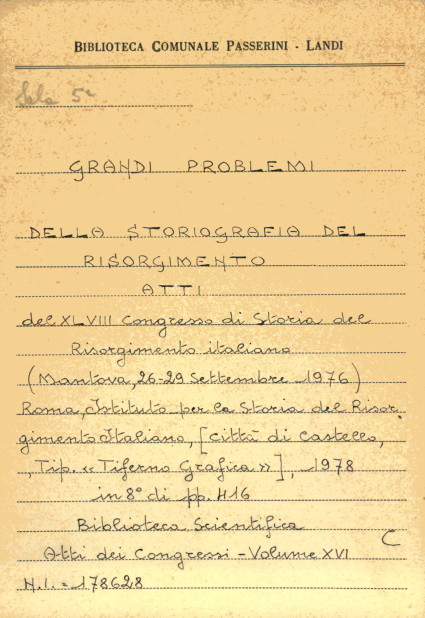 BIBLIOTECA COMUNALE PASSERINI - LANDI
Sala 5ª
GRANDI PROBLEMI
DELLA STORIOGRAFIA DEL
RISORGIMENTO
ATTI
del XLVIII Congresso di Storia del
Risorgimento italiano
(Mantova, 26-29 Settembre 1976)
Roma, Istituto per la Storia del Risor-
gimento Italiano, [Città di Castello,
, Tip. «Tiferno Grafica»], 1978
in 8° di pp. 416
Biblioteca Scientifica
C
Atti dei Congressi - Volume XVI
N.I. = 178628